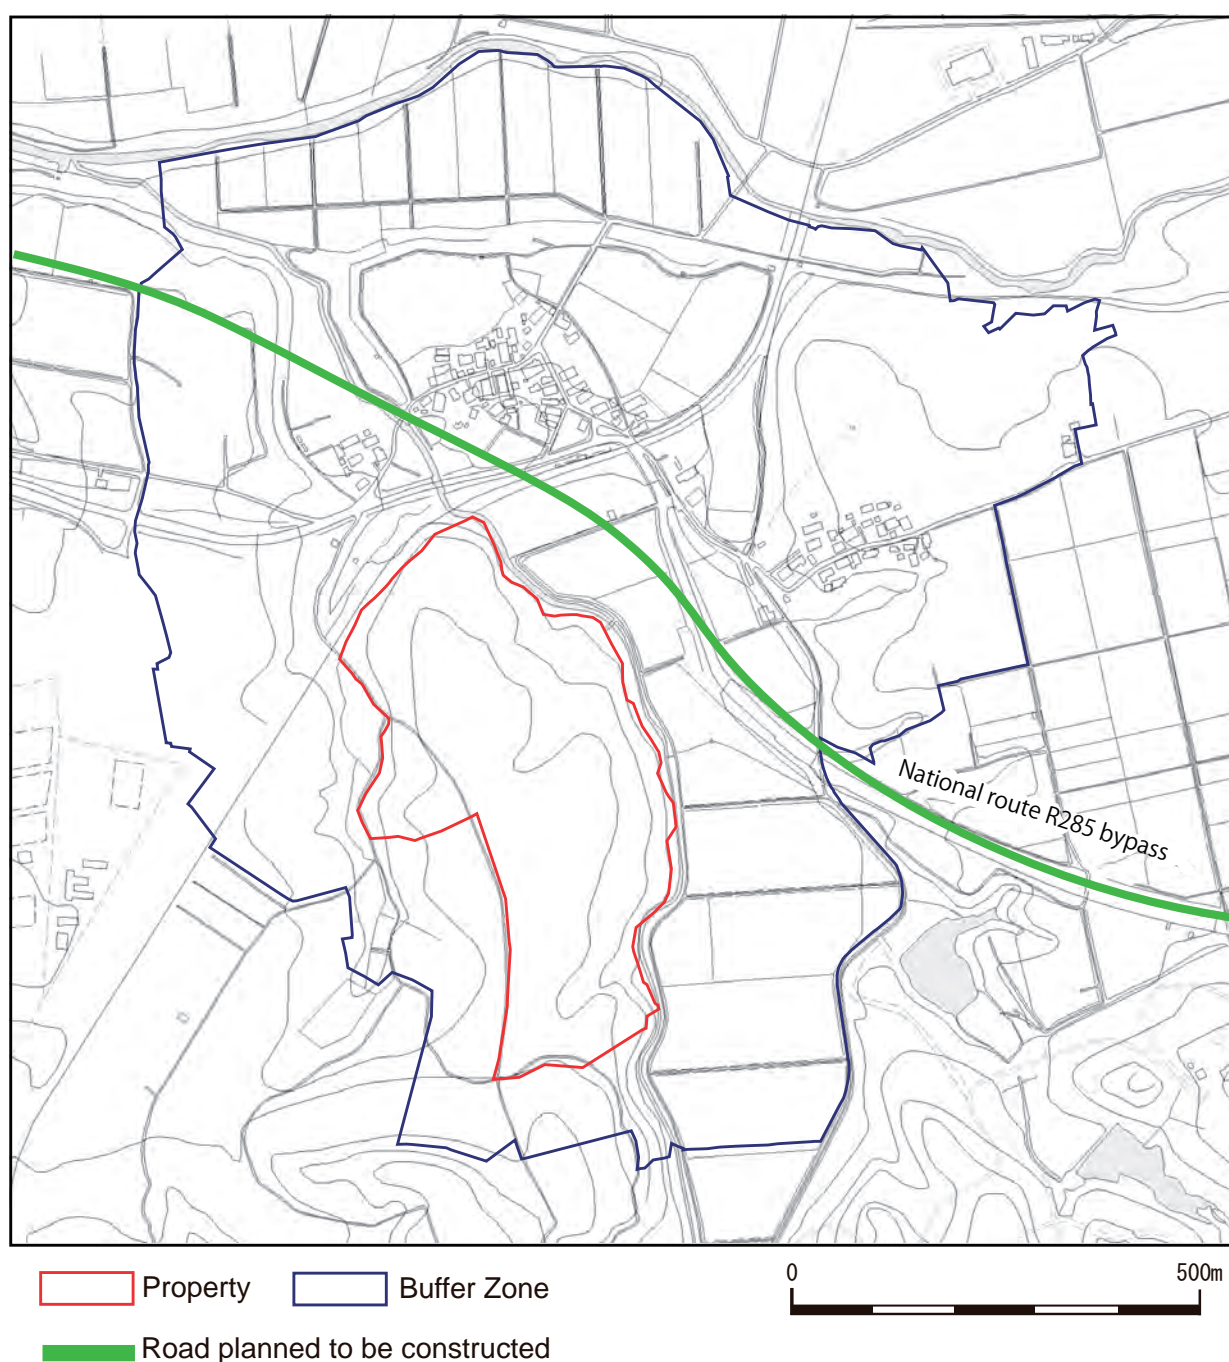 National route R285 bypass
Property
Buffer Zone
0
500m
Road planned to be constructed